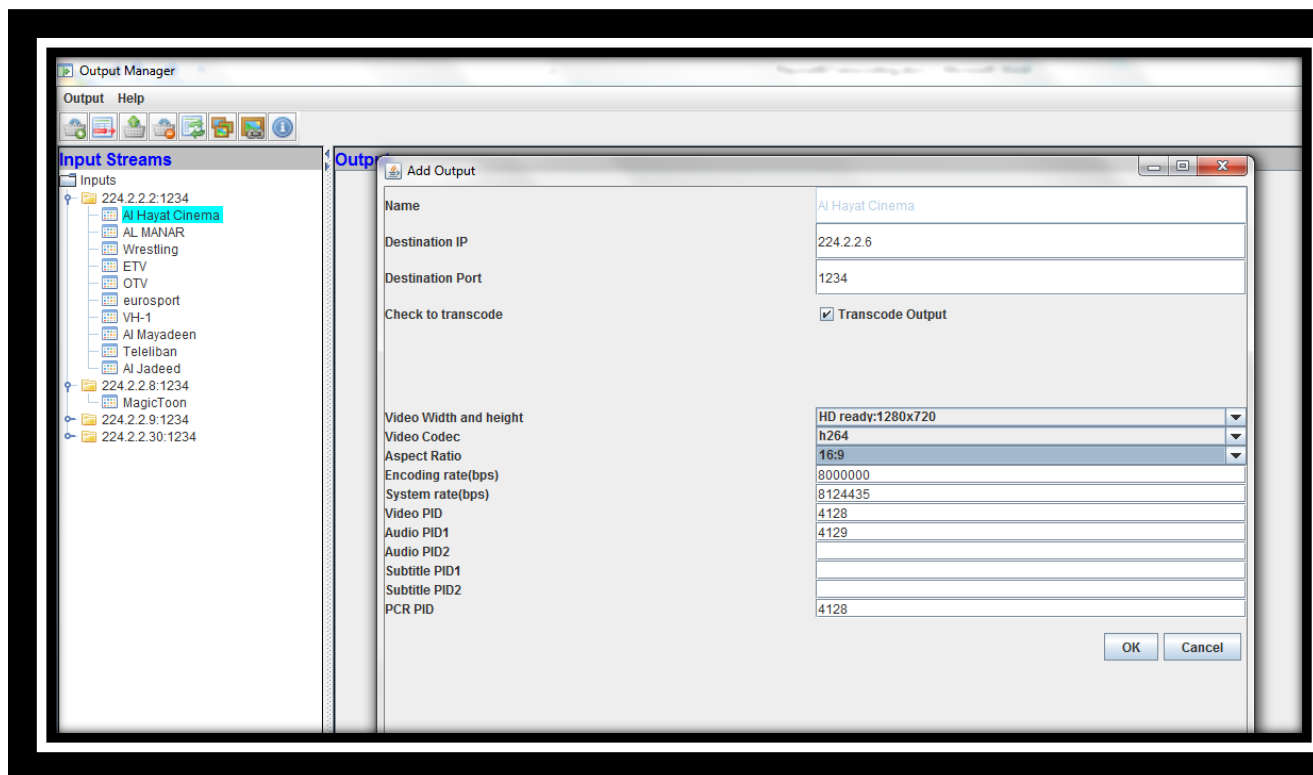 Output Manager
Output Help
Input Streams
Inputs
224.2.2.2:1234
Al Hayat Cinema
AL MANAR
Wrestling
ETV
OTV
eurosport
VH-1
Al Mayadeen
Teleliban
Al Jadeed
224.2.2.8:1234
MagicToon
224.2.2.9:1234
224.2.2.30:1234
Add Output
Name Al Hayat Cinema
Destination IP 224.2.2.6
Destination Port 1234
Check to transcode Transcode Output
Video Width and height HD ready:1280x720
Video Codec h264
Aspect Ratio 16:9
Encoding rate(bps) 8000000
System rate(bps) 8124435
Video PID 4128
Audio PID1 4129
Audio PID2
Subtitle PID1
Subtitle PID2
PCR PID 4128
OK Cancel